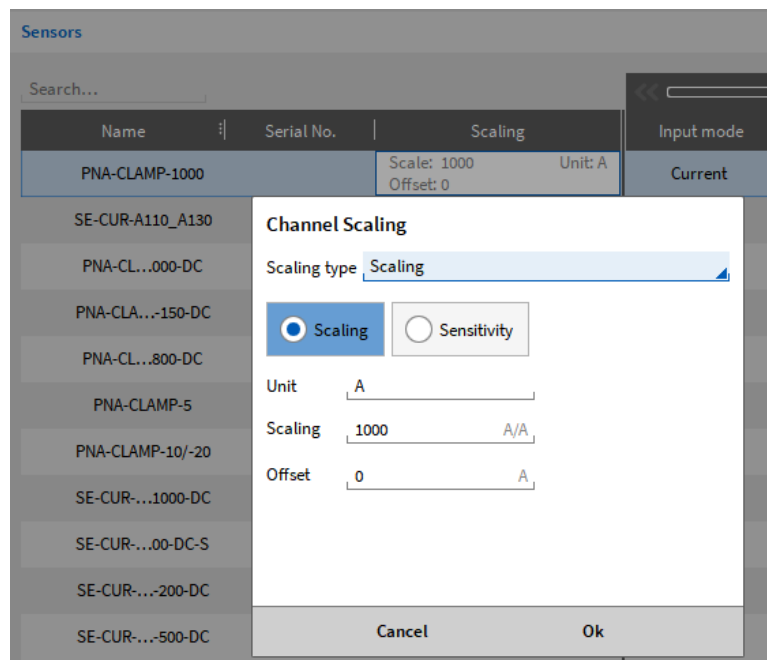 Sensors
Search...
Name Serial No. Scaling Input mode
PNA-CLAMP-1000 Scale: 1000 Unit: A Current
Offset: 0
SE-CUR-A110_A130
PNA-CL...000-DC
PNA-CLA...-150-DC
PNA-CL...800-DC
PNA-CLAMP-5
PNA-CLAMP-10/-20
SE-CUR-...1000-DC
SE-CUR-...00-DC-S
SE-CUR-...-200-DC
SE-CUR-...-500-DC
Channel Scaling
Scaling type Scaling
Scaling Sensitivity
Unit A
Scaling 1000 A/A
Offset 0 A
Cancel Ok